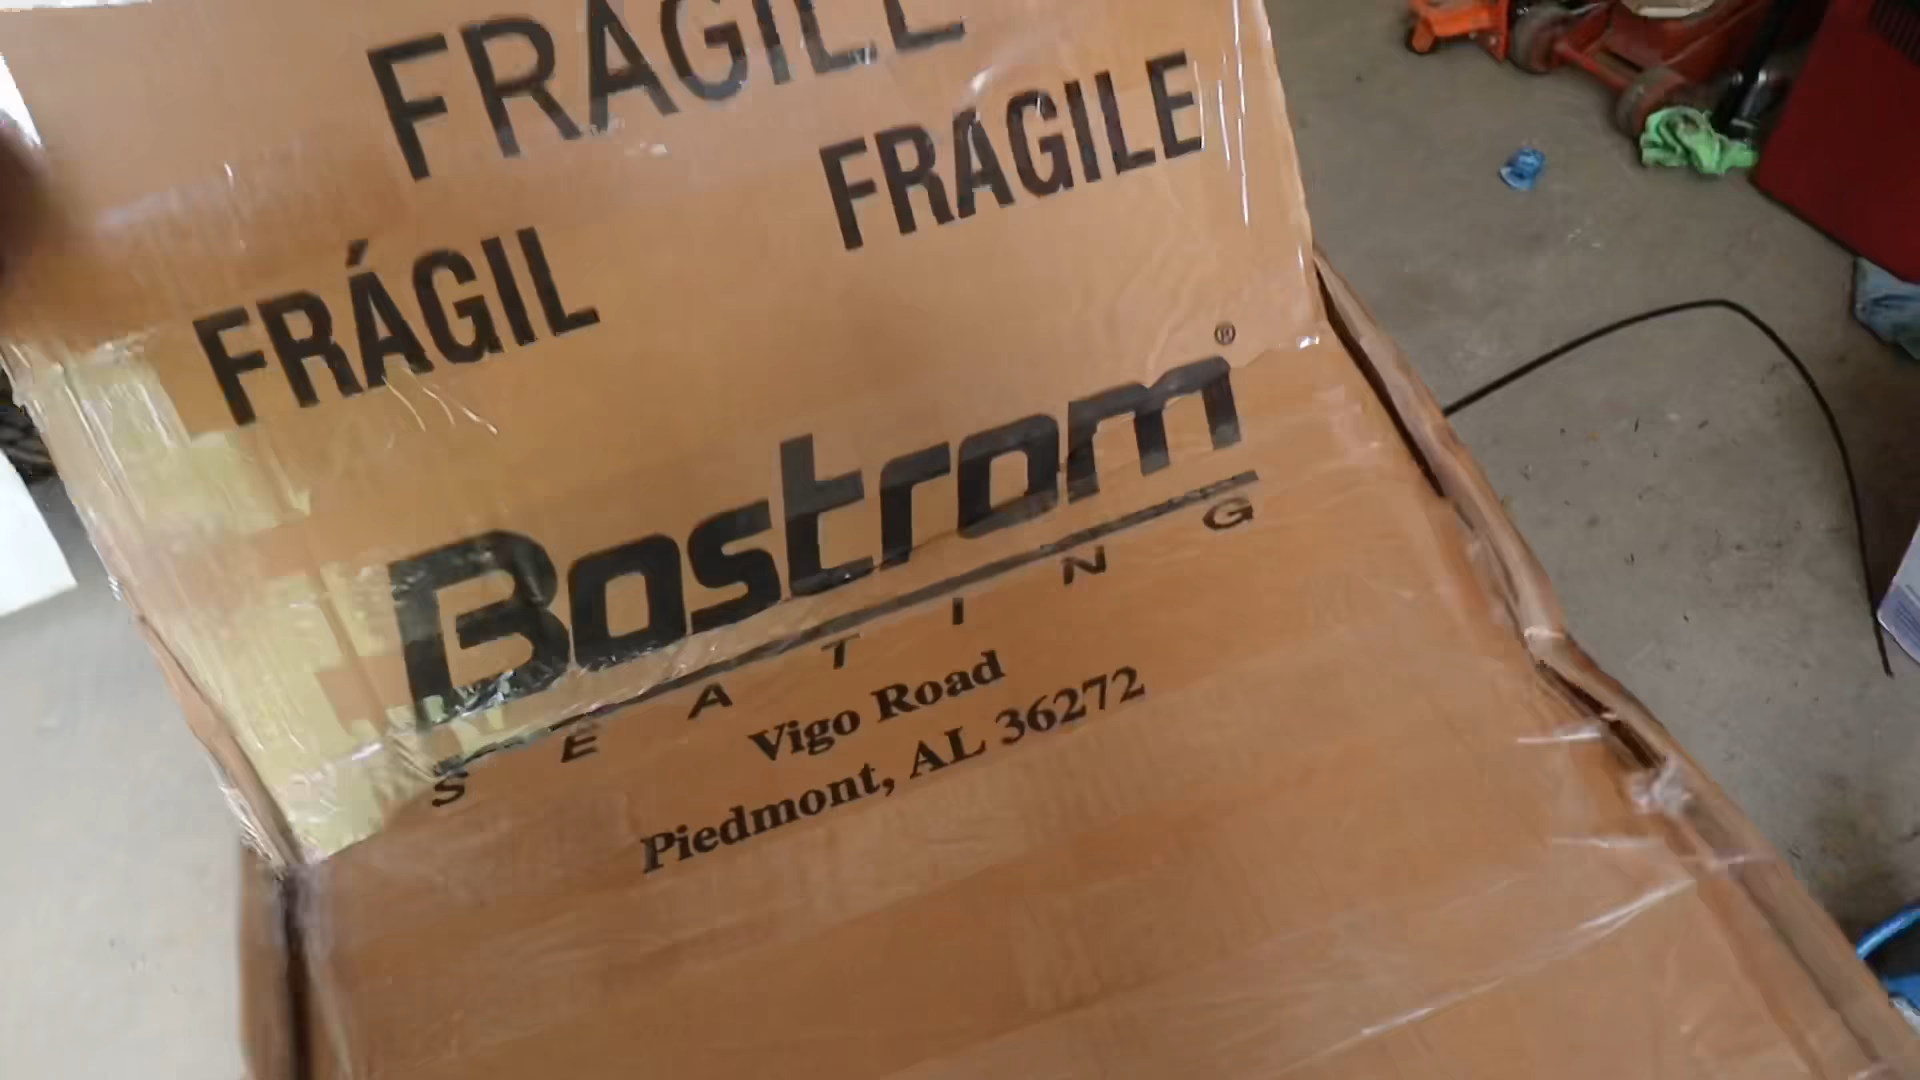 FRAGILE
FRÁGIL FRAGILE
Bostrom®
SEATING
Vigo Road
Piedmont, AL 36272